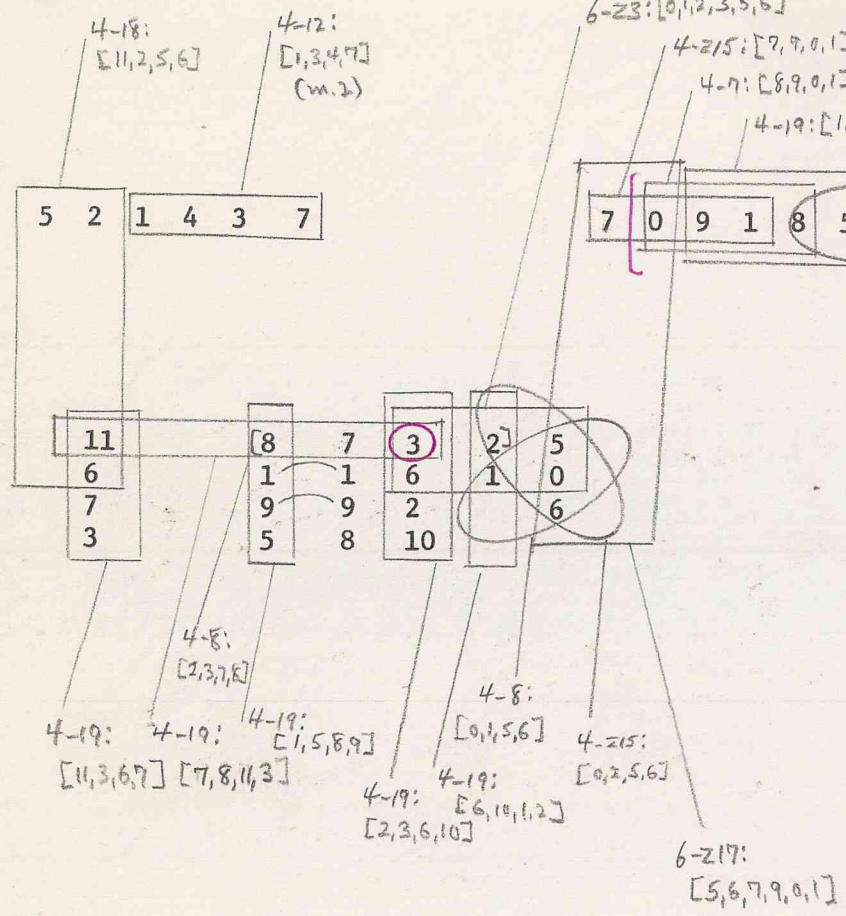 6-Z3:[0,1,2,3,5,6]
4-18:
[11,2,5,6]
4-12:
[1,3,4,7]
(m.2)
4-Z15:[7,9,0,1]
4-7:[8,9,0,1]
4-19:[1,
5 2 1 4 3 7
7 [0 9 1 8 5
11 [8 7 3 2] 5
6 1 1 6 1 0
7 9 9 2 6
3 5 8 10
4-8:
[2,3,7,8]
4-19:
[11,3,6,7]
4-19:
[7,8,11,3]
4-19:
[1,5,8,9]
4-19:
[2,3,6,10]
4-19:
[6,10,1,2]
4-8:
[0,1,5,6]
4-Z15:
[0,2,5,6]
6-Z17:
[5,6,7,9,0,1]